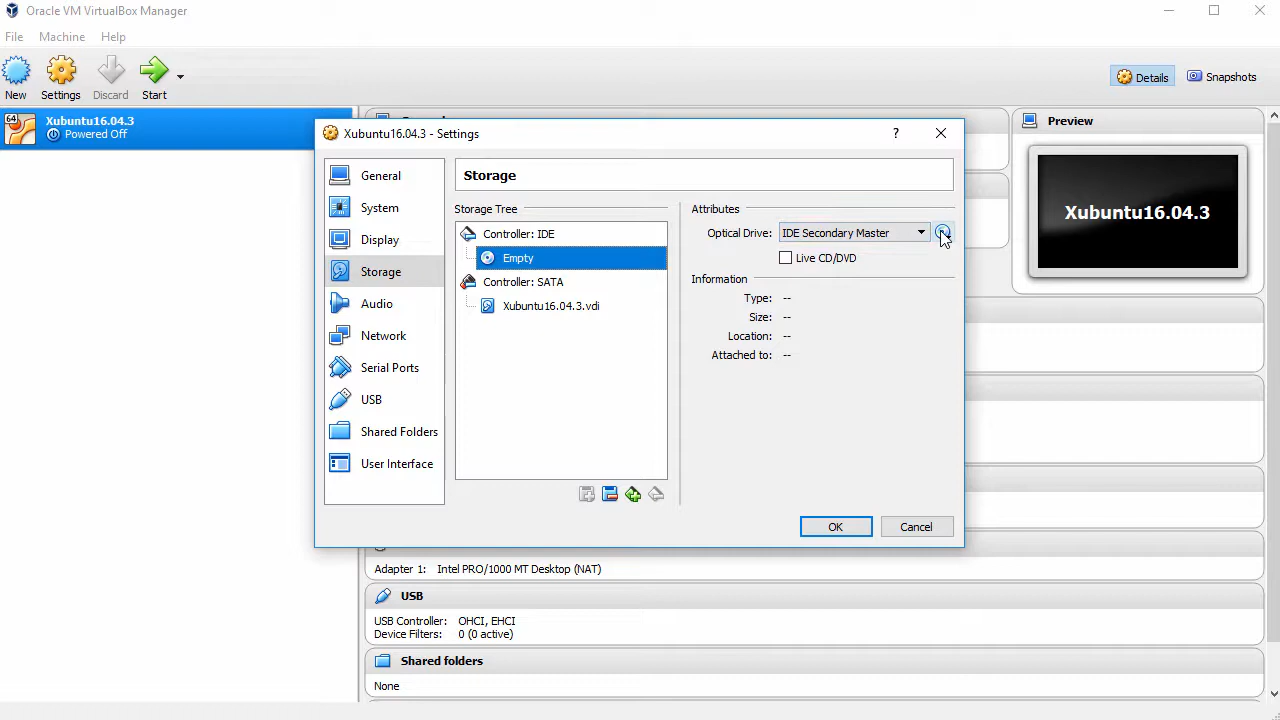 Oracle VM VirtualBox Manager
File Machine Help
New Settings Discard Start Details Snapshots
64 Xubuntu16.04.3
Powered Off
Preview
Xubuntu16.04.3
Xubuntu16.04.3 - Settings ?
General
System
Display
Storage
Audio
Network
Serial Ports
USB
Shared Folders
User Interface
Storage
Storage Tree
Controller: IDE
Empty
Controller: SATA
Xubuntu16.04.3.vdi
Attributes
Optical Drive: IDE Secondary Master
Live CD/DVD
Information
Type: --
Size: --
Location: --
Attached to: --
OK Cancel
Adapter 1: Intel PRO/1000 MT Desktop (NAT)
USB
USB Controller: OHCI, EHCI
Device Filters: 0 (0 active)
Shared folders
None